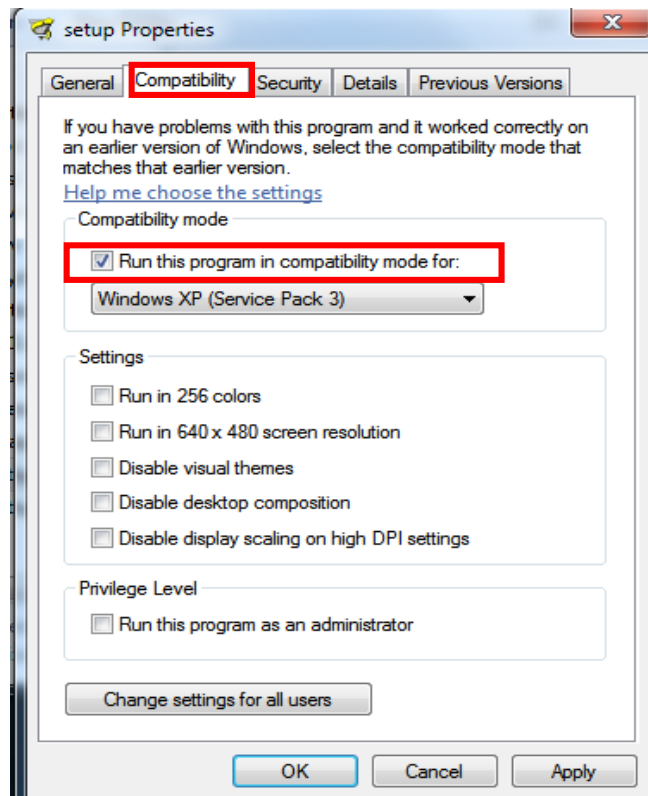 setup Properties
General Compatibility Security Details Previous Versions
If you have problems with this program and it worked correctly on
an earlier version of Windows, select the compatibility mode that
matches that earlier version.
Help me choose the settings
Compatibility mode
Run this program in compatibility mode for:
Windows XP (Service Pack 3)
Settings
Run in 256 colors
Run in 640 x 480 screen resolution
Disable visual themes
Disable desktop composition
Disable display scaling on high DPI settings
Privilege Level
Run this program as an administrator
Change settings for all users
OK Cancel Apply